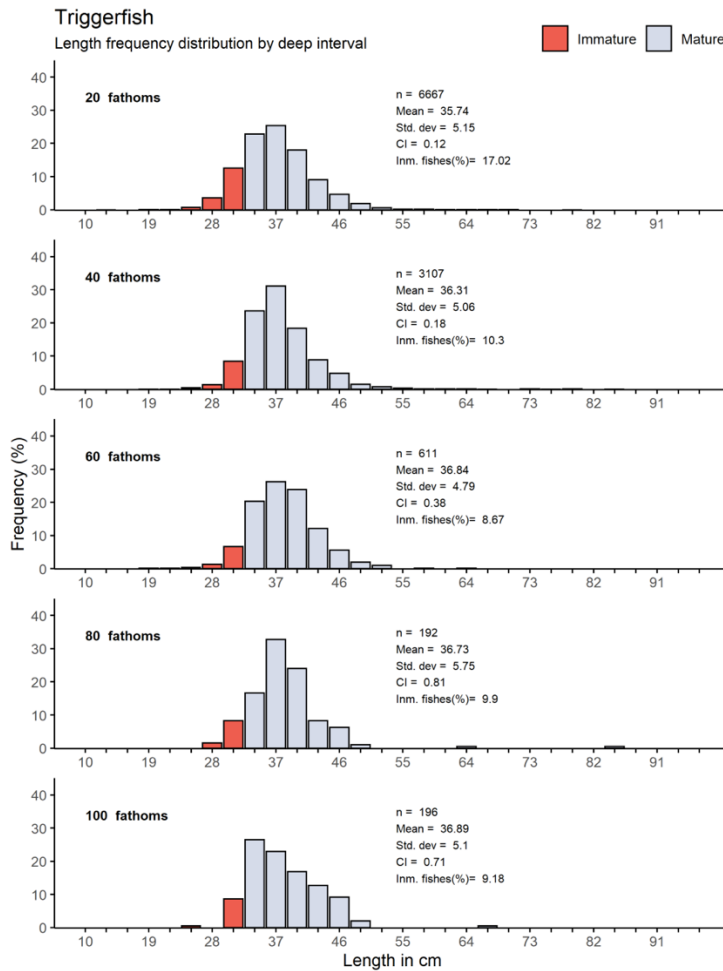 Triggerfish
Length frequency distribution by deep interval
Immature Mature
20 fathoms
n = 6667
Mean = 35.74
Std. dev = 5.15
CI = 0.12
Inm. fishes(%)= 17.02
40
30
20
10
0
10 19 28 37 46 55 64 73 82 91
40 fathoms
n = 3107
Mean = 36.31
Std. dev = 5.06
CI = 0.18
Inm. fishes(%)= 10.3
40
30
20
10
0
10 19 28 37 46 55 64 73 82 91
Frequency (%)
60 fathoms
n = 611
Mean = 36.84
Std. dev = 4.79
CI = 0.38
Inm. fishes(%)= 8.67
40
30
20
10
0
10 19 28 37 46 55 64 73 82 91
80 fathoms
n = 192
Mean = 36.73
Std. dev = 5.75
CI = 0.81
Inm. fishes(%)= 9.9
40
30
20
10
0
10 19 28 37 46 55 64 73 82 91
100 fathoms
n = 196
Mean = 36.89
Std. dev = 5.1
CI = 0.71
Inm. fishes(%)= 9.18
40
30
20
10
0
10 19 28 37 46 55 64 73 82 91
Length in cm